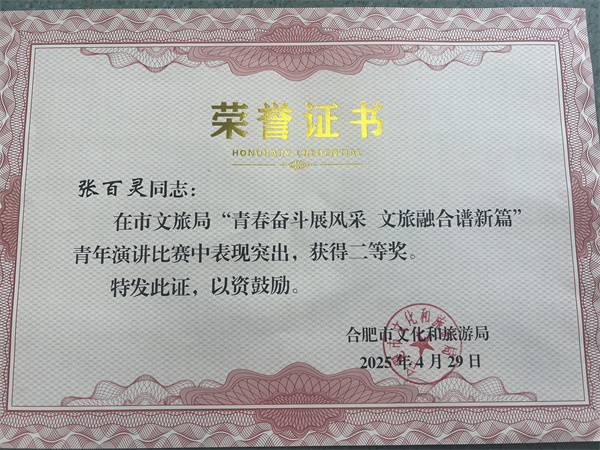 荣誉证书
HONORARY CREDENTIAL
张百灵同志：
在市文旅局“青春奋斗展风采 文旅融合谱新篇”
青年演讲比赛中表现突出，获得二等奖。
特发此证，以资鼓励。
合肥市文化和旅游局
2025年4月29日